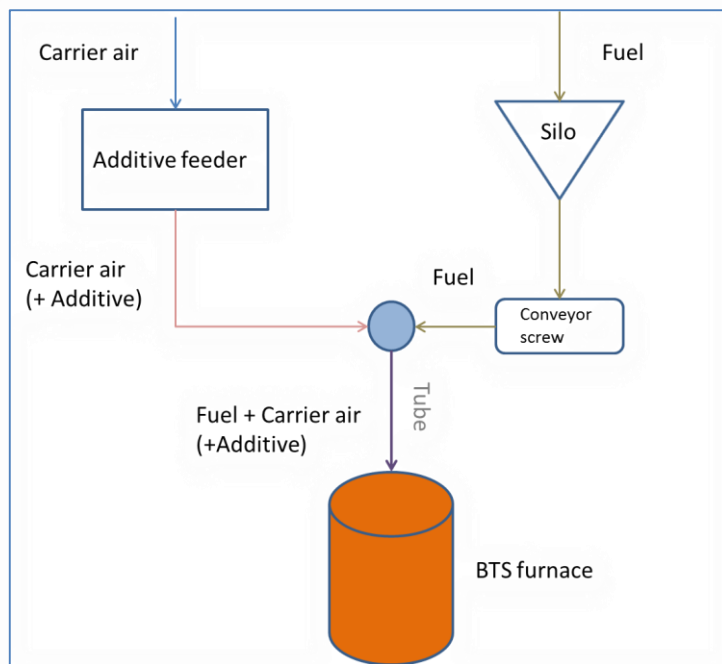 Carrier air
Fuel
Additive feeder
Silo
Carrier air
(+ Additive)
Fuel
Conveyor
screw
Tube
Fuel + Carrier air
(+Additive)
BTS furnace